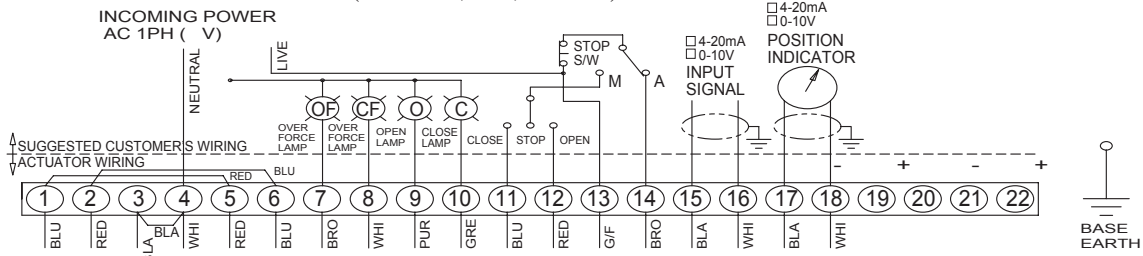 INCOMING POWER
AC 1PH (   V)
NEUTRAL
LIVE
STOP
S/W
M
A
□ 4-20mA
□ 0-10V
INPUT
SIGNAL
□ 4-20mA
□ 0-10V
POSITION
INDICATOR
OF
CF
O
C
OVER
FORCE
LAMP
OVER
FORCE
LAMP
OPEN
LAMP
CLOSE
LAMP
CLOSE
STOP
OPEN
SUGGESTED CUSTOMER'S WIRING
ACTUATOR WIRING
RED
BLU
- + - +
1 2 3 4 5 6 7 8 9 10 11 12 13 14 15 16 17 18 19 20 21 22
BLA
BLU RED BLA WHI RED BLU BRO WHI PUR GRE BLU RED G/F BRO BLA WHI BLA WHI
BASE
EARTH